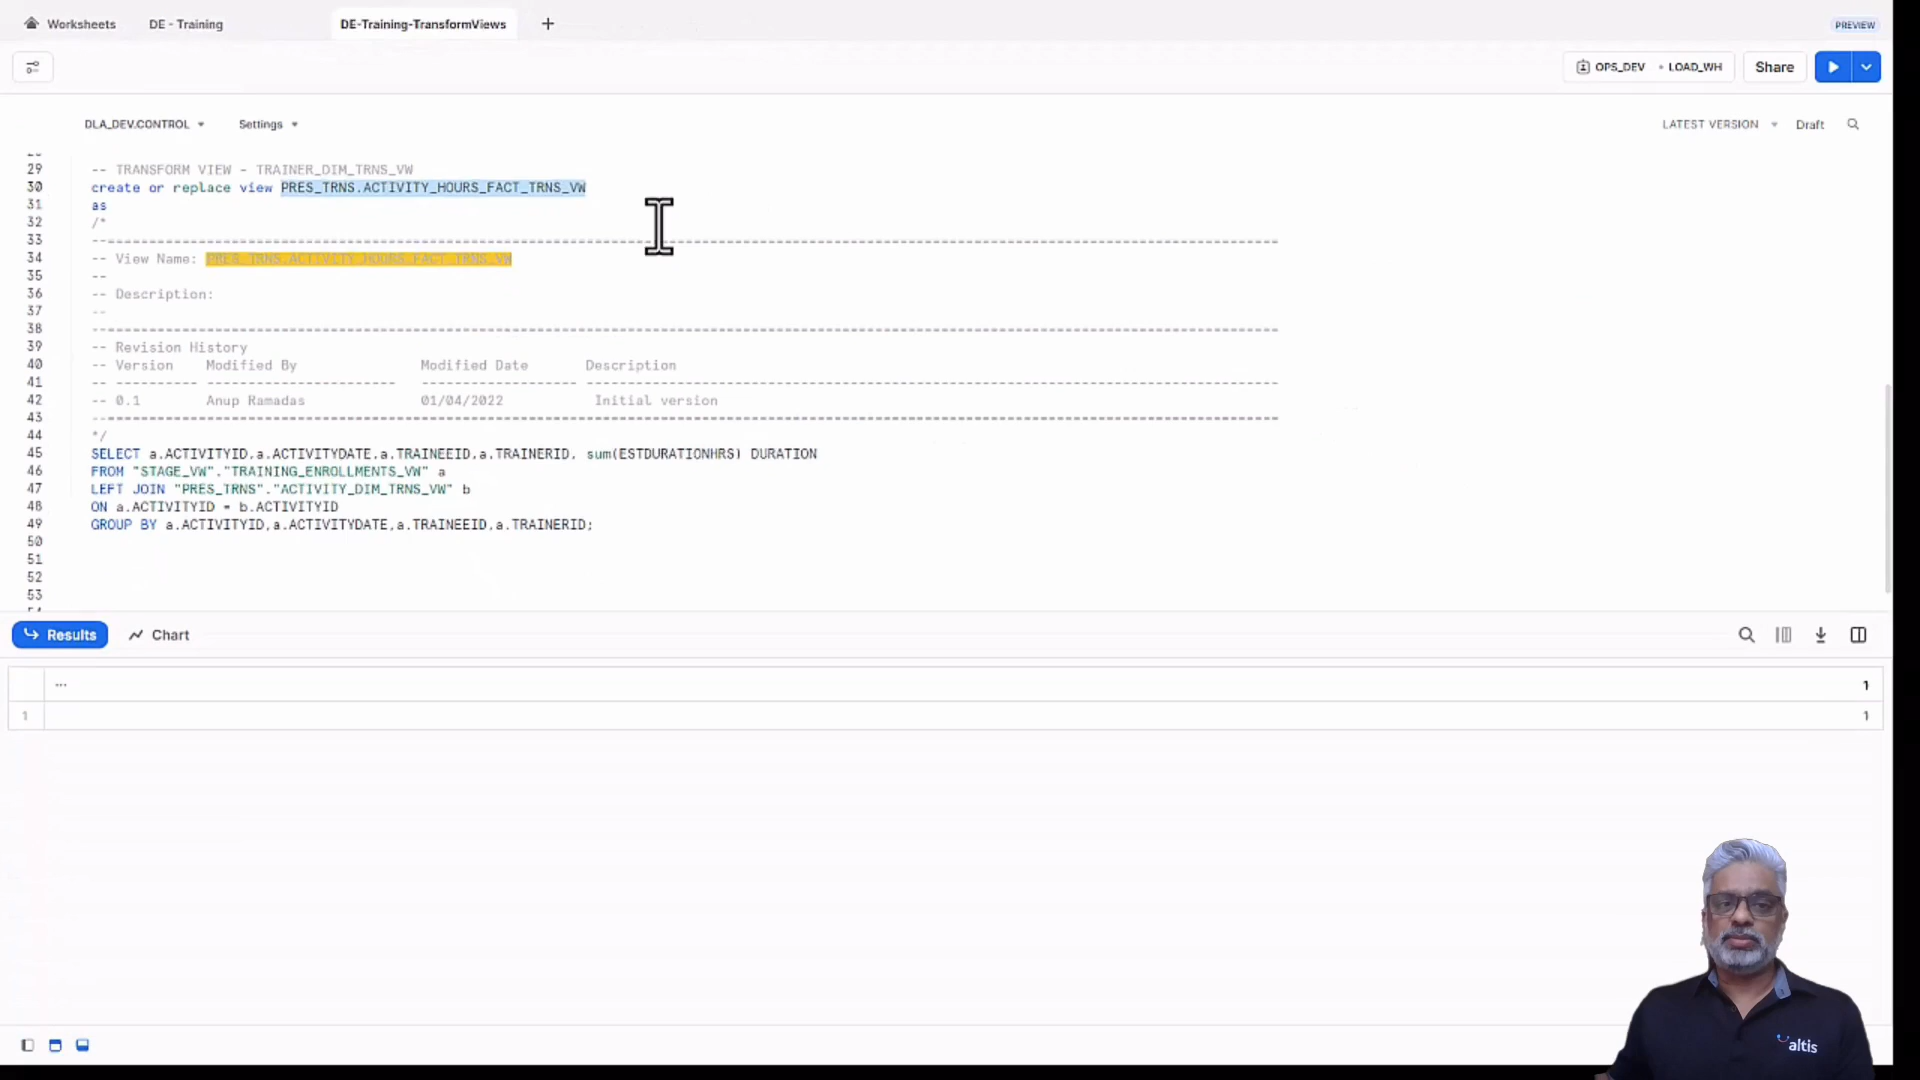 Worksheets DE - Training DE-Training-TransformViews + PREVIEW
OPS_DEV • LOAD_WH Share
DLA_DEV.CONTROL Settings LATEST VERSION Draft
29 -- TRANSFORM VIEW - TRAINER_DIM_TRNS_VW
30 create or replace view PRES_TRNS.ACTIVITY_HOURS_FACT_TRNS_VW
31 as
32 /*
33 --================================================================================
34 -- View Name: PRES_TRNS.ACTIVITY_HOURS_FACT_TRNS_VW
35 --
36 -- Description:
37 --
38 --================================================================================
39 -- Revision History
40 -- Version Modified By Modified Date Description
41 -- ---------- ----------------------- ------------------- ------------------------------------------------------------
42 -- 0.1 Anup Ramadas 01/04/2022 Initial version
43 --================================================================================
44 */
45 SELECT a.ACTIVITYID,a.ACTIVITYDATE,a.TRAINEEID,a.TRAINERID, sum(ESTDURATIONHRS) DURATION
46 FROM "STAGE_VW"."TRAINING_ENROLLMENTS_VW" a
47 LEFT JOIN "PRES_TRNS"."ACTIVITY_DIM_TRNS_VW" b
48 ON a.ACTIVITYID = b.ACTIVITYID
49 GROUP BY a.ACTIVITYID,a.ACTIVITYDATE,a.TRAINEEID,a.TRAINERID;
50
51
52
53
Results Chart
... 1
1 1
altis